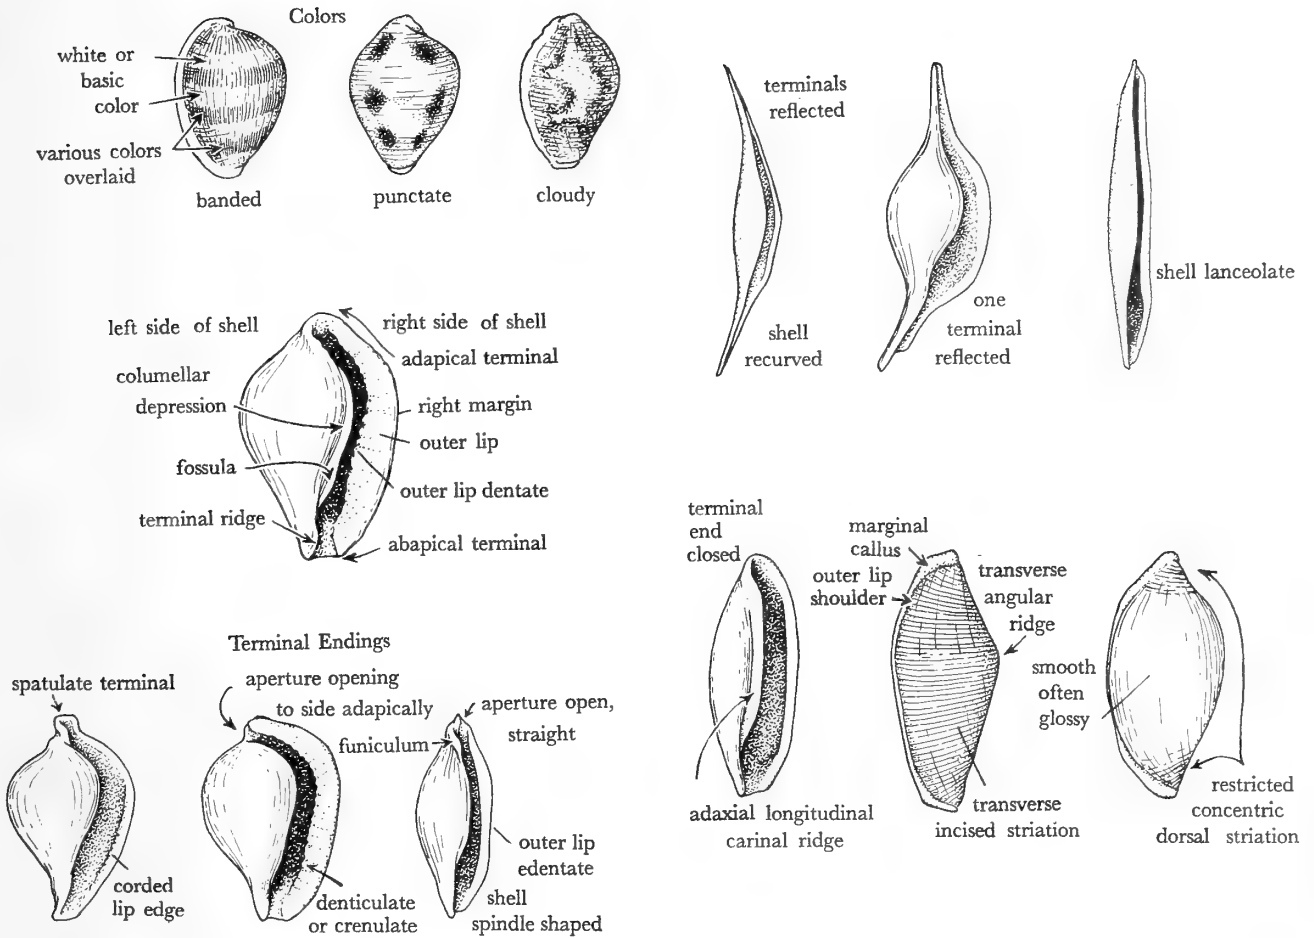 Colors
white or
basic
color
various colors
overlaid
banded
punctate
cloudy
terminals
reflected
shell
recurved
one
terminal
reflected
shell lanceolate
left side of shell
right side of shell
adapical terminal
columellar
depression
right margin
outer lip
fossula
outer lip dentate
terminal ridge
abapical terminal
terminal
end
closed
marginal
callus
outer lip
shoulder
transverse
angular
ridge
smooth
often
glossy
adaxial longitudinal
carinal ridge
transverse
incised striation
restricted
concentric
dorsal striation
Terminal Endings
spatulate terminal
aperture opening
to side adapically
funiculum
aperture open,
straight
corded
lip edge
denticulate
or crenulate
outer lip
edentate
shell
spindle shaped